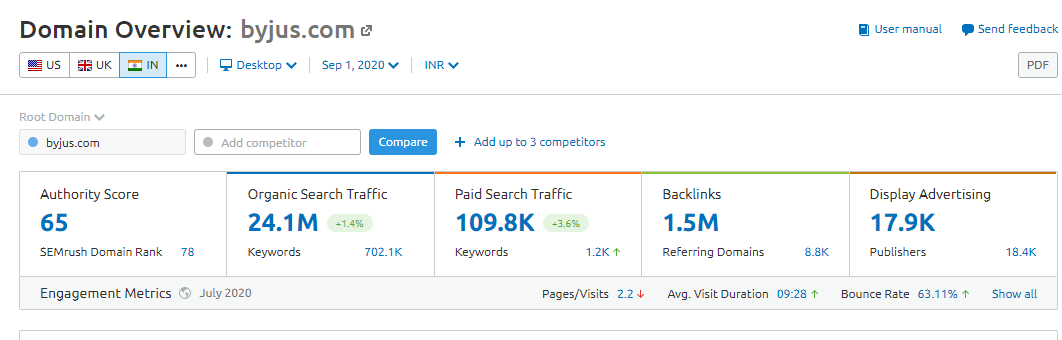 Domain Overview: byjus.com
User manual
Send feedback
US UK IN ••• Desktop Sep 1, 2020 INR PDF
Root Domain
byjus.com Add competitor Compare + Add up to 3 competitors
Authority Score
65
SEMrush Domain Rank 78
Organic Search Traffic
24.1M +1.4%
Keywords 702.1K
Paid Search Traffic
109.8K +3.6%
Keywords 1.2K ↑
Backlinks
1.5M
Referring Domains 8.8K
Display Advertising
17.9K
Publishers 18.4K
Engagement Metrics July 2020 Pages/Visits 2.2 ↓ Avg. Visit Duration 09:28 ↑ Bounce Rate 63.11% ↑ Show all